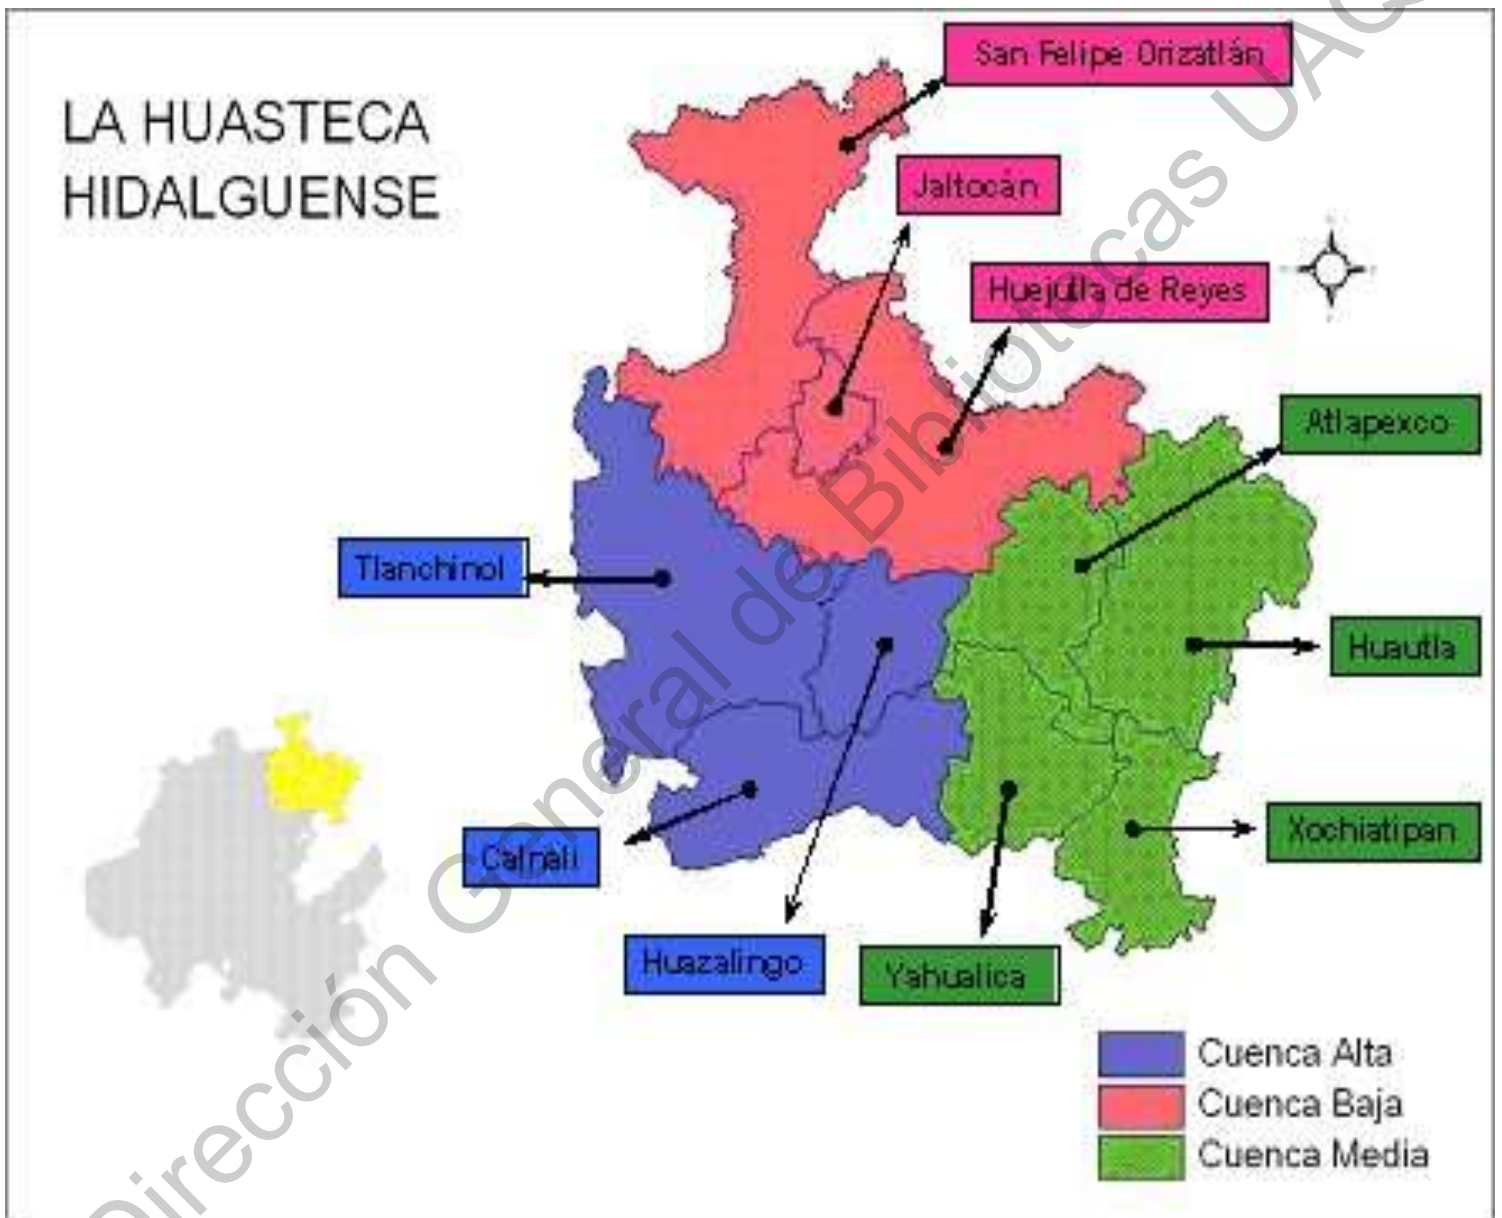 LA HUASTECA
HIDALGUENSE
San Felipe Orizatlán
Jaltocán
Huejutla de Reyes
Atlapexco
Tlanchinol
Huautla
Calnali
Xochiatipan
Huazalingo
Yahualica
Cuenca Alta
Cuenca Baja
Cuenca Media
Dirección General de Bibliotecas UAQ